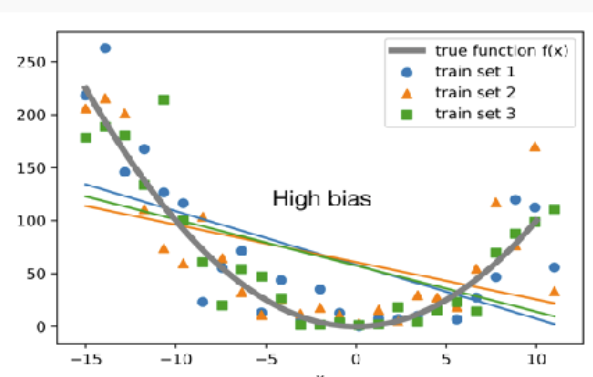 true function f(x)
train set 1
train set 2
train set 3
High bias
250
200
150
100
50
0
−15
−10
−5
0
5
10